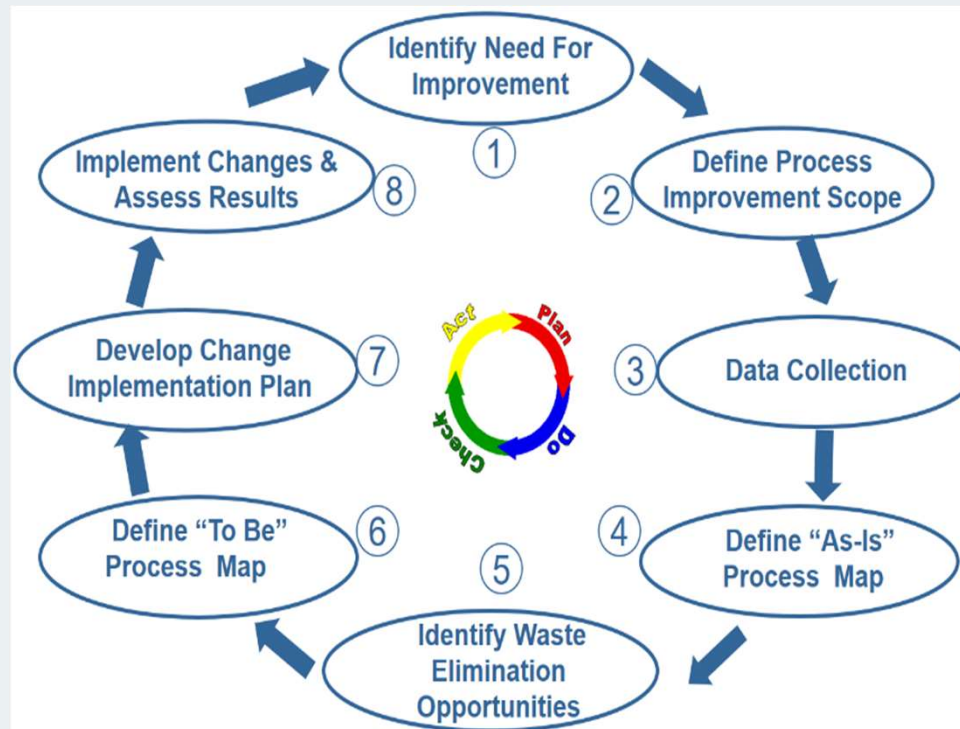 Identify Need For
Improvement
1
Define Process
Improvement Scope
2
Data Collection
3
Define “As-Is”
Process Map
4
5
Identify Waste
Elimination
Opportunities
Define “To Be”
Process Map
6
Develop Change
Implementation Plan
7
Implement Changes &
Assess Results
8
Plan
Do
Check
Act